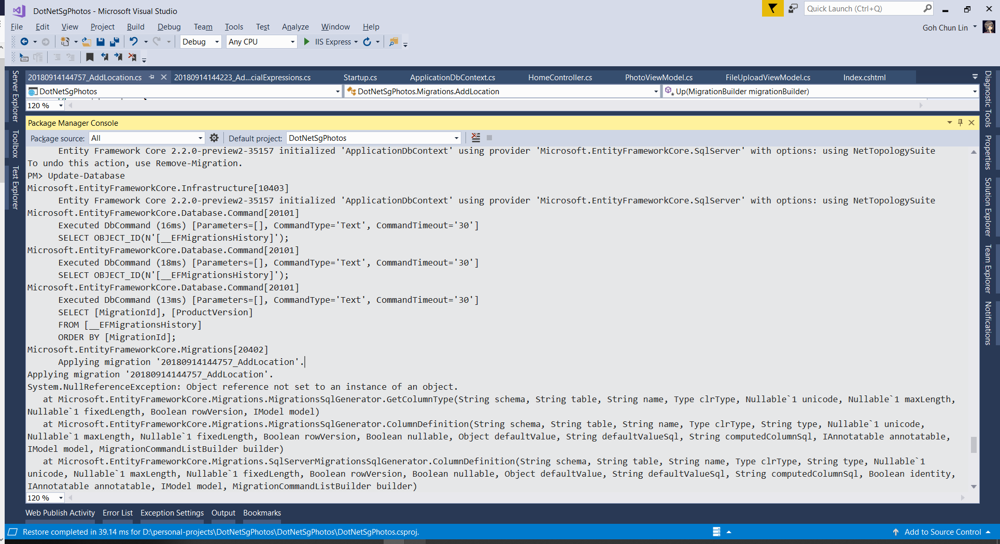 DotNetSgPhotos - Microsoft Visual Studio
Quick Launch (Ctrl+Q)
File Edit View Project Build Debug Team Tools Test Analyze Window Help
Goh Chun Lin
Debug Any CPU IIS Express
20180914144757_AddLocation.cs 20180914144223_Ad...cialExpressions.cs Startup.cs ApplicationDbContext.cs HomeController.cs PhotoViewModel.cs FileUploadViewModel.cs Index.cshtml
DotNetSgPhotos DotNetSgPhotos.Migrations.AddLocation Up(MigrationBuilder migrationBuilder)
120 %
Package Manager Console
Package source: All Default project: DotNetSgPhotos
Entity Framework Core 2.2.0-preview2-35157 initialized 'ApplicationDbContext' using provider 'Microsoft.EntityFrameworkCore.SqlServer' with options: using NetTopologySuite
To undo this action, use Remove-Migration.
PM> Update-Database
Microsoft.EntityFrameworkCore.Infrastructure[10403]
Entity Framework Core 2.2.0-preview2-35157 initialized 'ApplicationDbContext' using provider 'Microsoft.EntityFrameworkCore.SqlServer' with options: using NetTopologySuite
Microsoft.EntityFrameworkCore.Database.Command[20101]
Executed DbCommand (16ms) [Parameters=[], CommandType='Text', CommandTimeout='30']
SELECT OBJECT_ID(N'[__EFMigrationsHistory]');
Microsoft.EntityFrameworkCore.Database.Command[20101]
Executed DbCommand (18ms) [Parameters=[], CommandType='Text', CommandTimeout='30']
SELECT OBJECT_ID(N'[__EFMigrationsHistory]');
Microsoft.EntityFrameworkCore.Database.Command[20101]
Executed DbCommand (13ms) [Parameters=[], CommandType='Text', CommandTimeout='30']
SELECT [MigrationId], [ProductVersion]
FROM [__EFMigrationsHistory]
ORDER BY [MigrationId];
Microsoft.EntityFrameworkCore.Migrations[20402]
Applying migration '20180914144757_AddLocation'.
Applying migration '20180914144757_AddLocation'.
System.NullReferenceException: Object reference not set to an instance of an object.
at Microsoft.EntityFrameworkCore.Migrations.MigrationsSqlGenerator.GetColumnType(String schema, String table, String name, Type clrType, Nullable`1 unicode, Nullable`1 maxLength,
Nullable`1 fixedLength, Boolean rowVersion, IModel model)
at Microsoft.EntityFrameworkCore.Migrations.MigrationsSqlGenerator.ColumnDefinition(String schema, String table, String name, Type clrType, String type, Nullable`1 unicode,
Nullable`1 maxLength, Nullable`1 fixedLength, Boolean rowVersion, Boolean nullable, Object defaultValue, String defaultValueSql, String computedColumnSql, IAnnotatable annotatable,
IModel model, MigrationCommandListBuilder builder)
at Microsoft.EntityFrameworkCore.Migrations.SqlServerMigrationsSqlGenerator.ColumnDefinition(String schema, String table, String name, Type clrType, String type, Nullable`1
unicode, Nullable`1 maxLength, Nullable`1 fixedLength, Boolean rowVersion, Boolean nullable, Object defaultValue, String defaultValueSql, String computedColumnSql, Boolean identity,
IAnnotatable annotatable, IModel model, MigrationCommandListBuilder builder)
120 %
Web Publish Activity Error List Exception Settings Output Bookmarks
Restore completed in 39.14 ms for D:\personal-projects\DotNetSgPhotos\DotNetSgPhotos\DotNetSgPhotos.csproj.
Add to Source Control
Server Explorer
Toolbox
Test Explorer
Diagnostic Tools
Properties
Solution Explorer
Team Explorer
Notifications